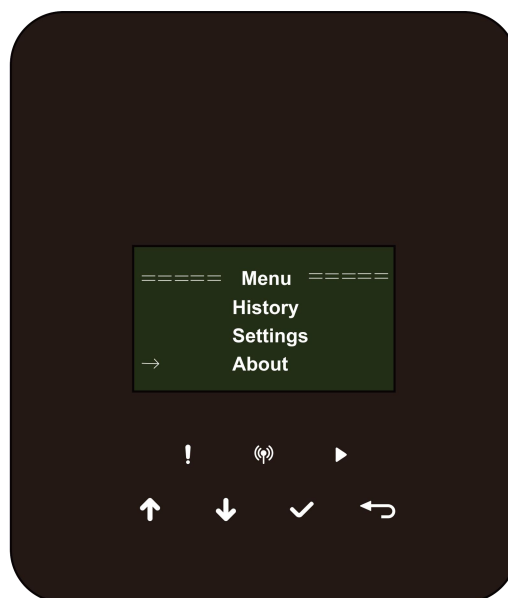 ===== Menu =====
History
Settings
→ About